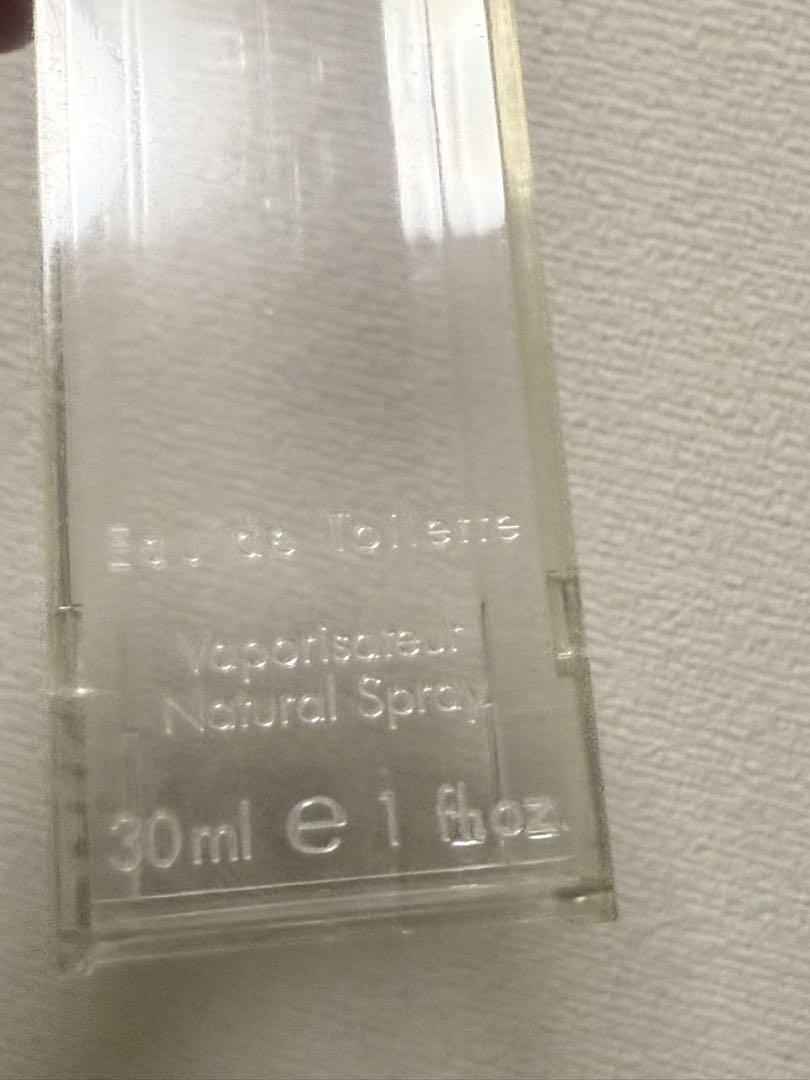 Eau de Toilette
Vaporisateur
Natural Spray
30ml e 1 fl.oz.